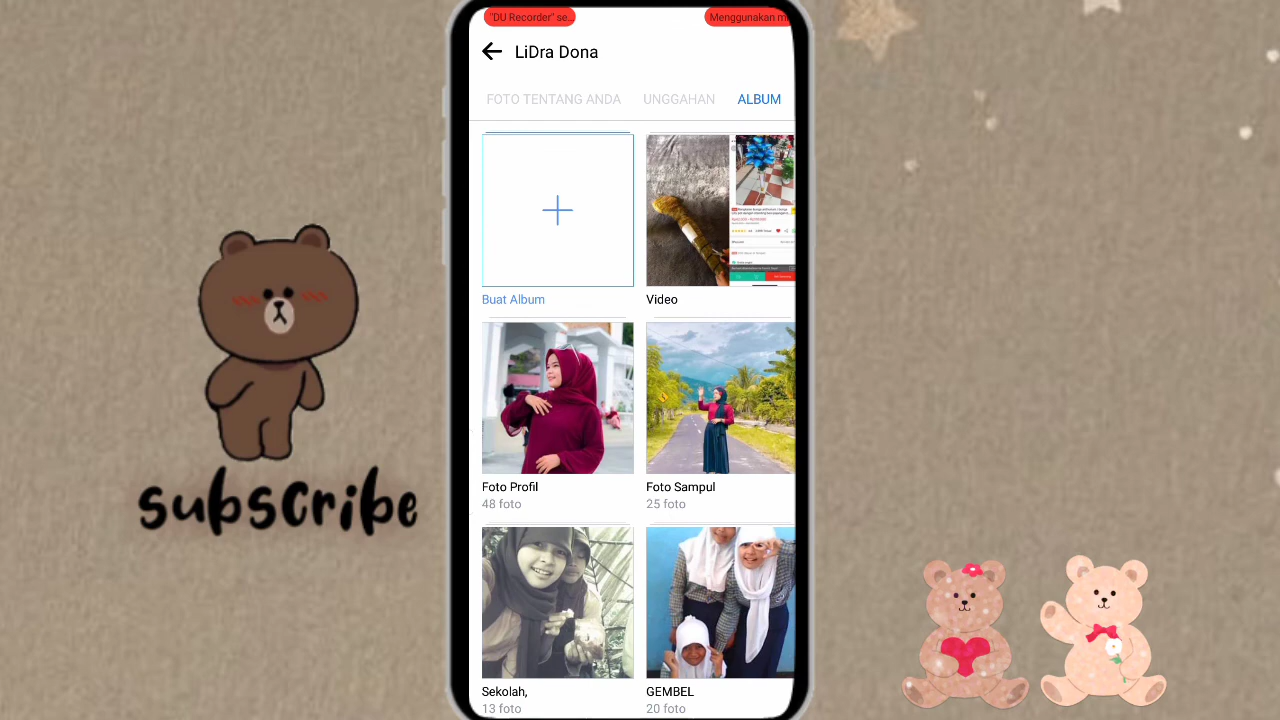 "DU Recorder" se...
Menggunakan m
LiDra Dona
FOTO TENTANG ANDA
UNGGAHAN
ALBUM
Buat Album
Video
Foto Profil
48 foto
Foto Sampul
25 foto
Sekolah,
13 foto
GEMBEL
20 foto
subscribe